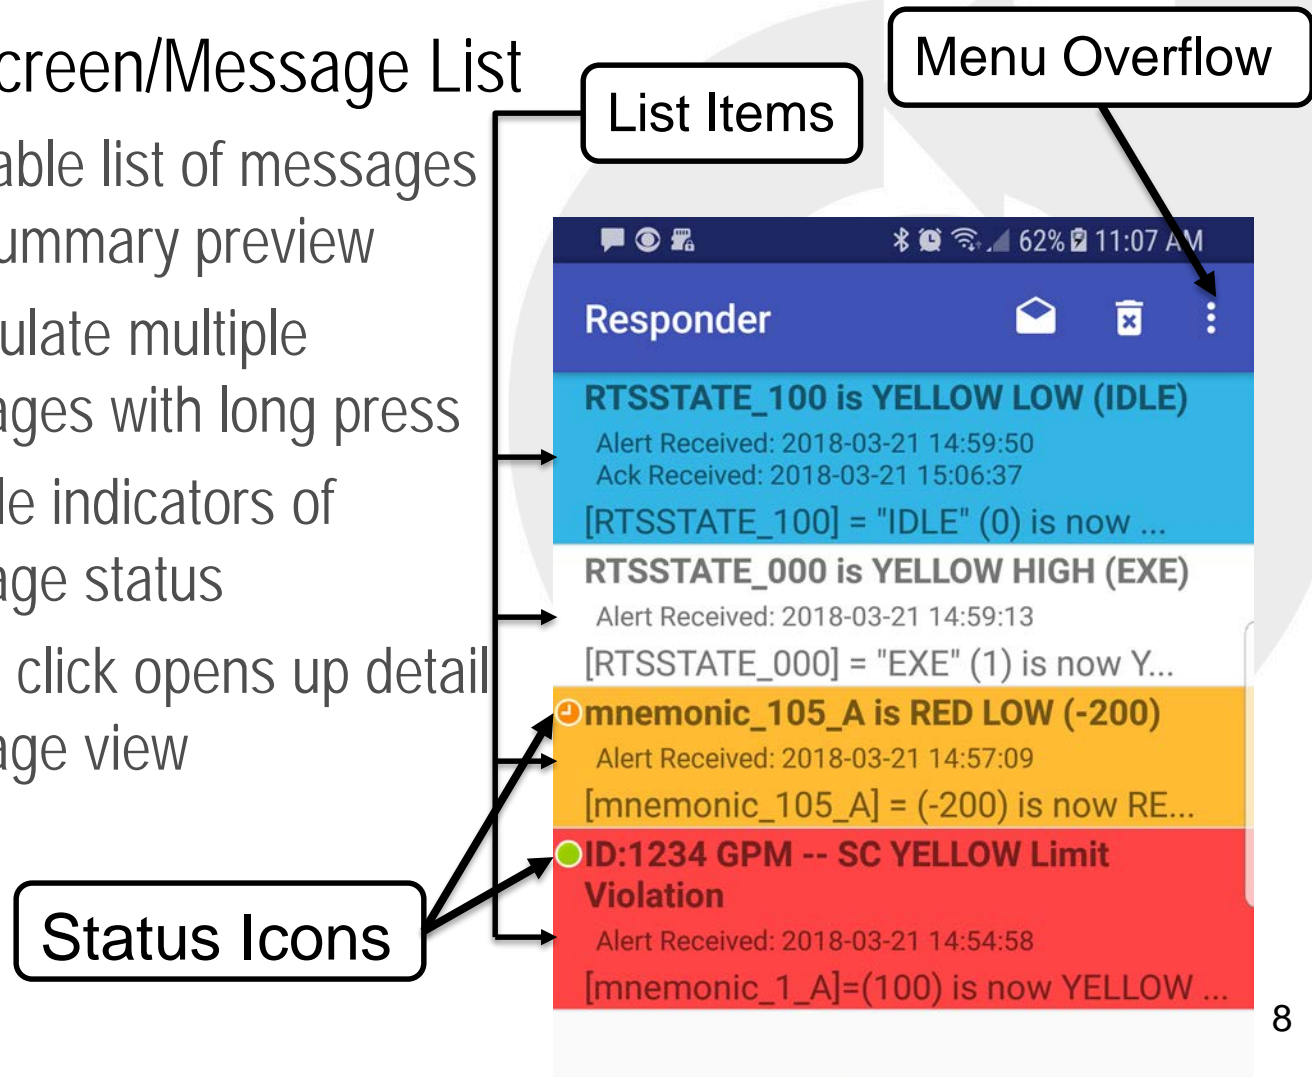 creen/Message List
able list of messages
ummary preview
ulate multiple
ages with long press
le indicators of
age status
click opens up detail
age view
List Items
Menu Overflow
Status Icons
62% 11:07 AM
Responder
RTSSTATE_100 is YELLOW LOW (IDLE)
Alert Received: 2018-03-21 14:59:50
Ack Received: 2018-03-21 15:06:37
[RTSSTATE_100] = "IDLE" (0) is now ...
RTSSTATE_000 is YELLOW HIGH (EXE)
Alert Received: 2018-03-21 14:59:13
[RTSSTATE_000] = "EXE" (1) is now Y...
mnemonic_105_A is RED LOW (-200)
Alert Received: 2018-03-21 14:57:09
[mnemonic_105_A] = (-200) is now RE...
ID:1234 GPM -- SC YELLOW Limit
Violation
Alert Received: 2018-03-21 14:54:58
[mnemonic_1_A]=(100) is now YELLOW ...
8